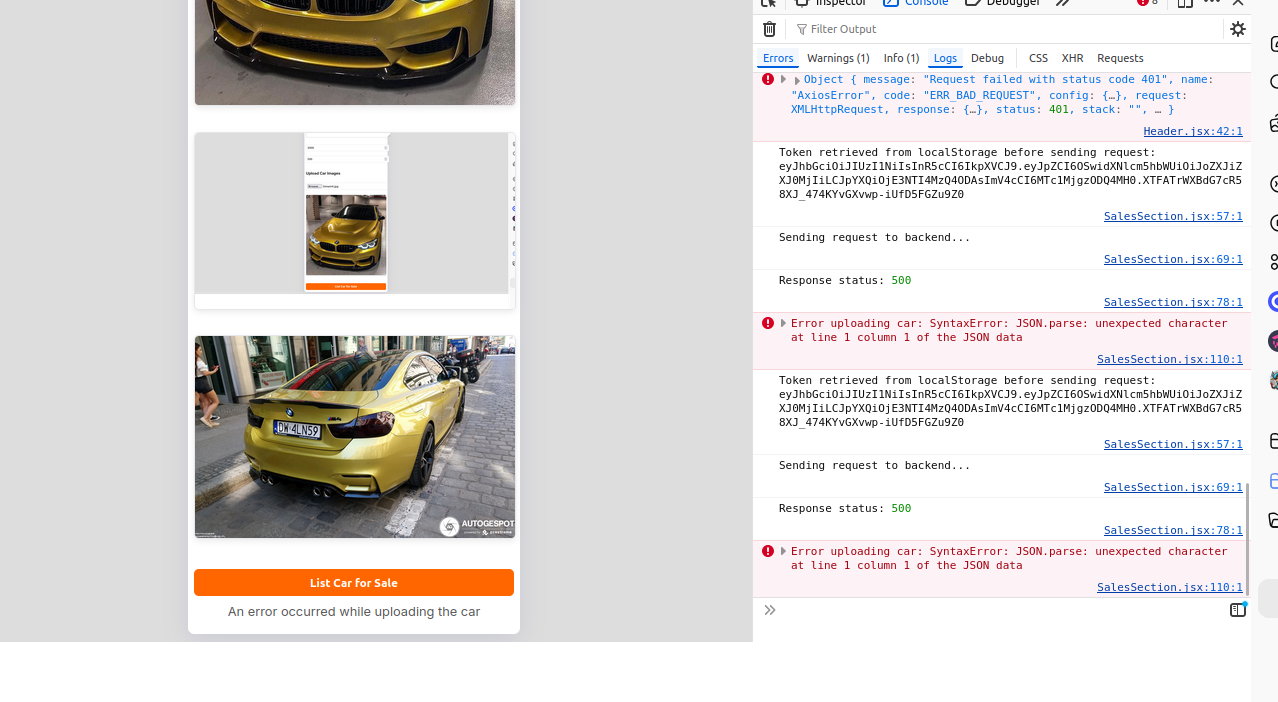 Inspector
Console
Debugger
8
Filter Output
Errors Warnings (1) Info (1) Logs Debug CSS XHR Requests
Object { message: "Request failed with status code 401", name:
"AxiosError", code: "ERR_BAD_REQUEST", config: {…}, request:
XMLHttpRequest, response: {…}, status: 401, stack: "", … }
Header.jsx:42:1
Token retrieved from localStorage before sending request:
eyJhbGciOiJIUzI1NiIsInR5cCI6IkpXVCJ9.eyJpZCI6OSwidXNlcm5hbWUiOiJoZXJiZ
XJ0MjIiLCJpYXQiOjE3NTI4MzQ4ODAsImV4cCI6MTc1MjgzODQ4MH0.XTFATrWXBdG7cR5
8XJ_474KYvGXvwp-iUfD5FGZu9Z0
SalesSection.jsx:57:1
Sending request to backend...
SalesSection.jsx:69:1
Response status: 500
SalesSection.jsx:78:1
Error uploading car: SyntaxError: JSON.parse: unexpected character
at line 1 column 1 of the JSON data
SalesSection.jsx:110:1
Token retrieved from localStorage before sending request:
eyJhbGciOiJIUzI1NiIsInR5cCI6IkpXVCJ9.eyJpZCI6OSwidXNlcm5hbWUiOiJoZXJiZ
XJ0MjIiLCJpYXQiOjE3NTI4MzQ4ODAsImV4cCI6MTc1MjgzODQ4MH0.XTFATrWXBdG7cR5
8XJ_474KYvGXvwp-iUfD5FGZu9Z0
SalesSection.jsx:57:1
Sending request to backend...
SalesSection.jsx:69:1
Response status: 500
SalesSection.jsx:78:1
Error uploading car: SyntaxError: JSON.parse: unexpected character
at line 1 column 1 of the JSON data
SalesSection.jsx:110:1
Upload Car Images
List Car for Sale
DW 4LN59
AUTOGESPOT
List Car for Sale
An error occurred while uploading the car